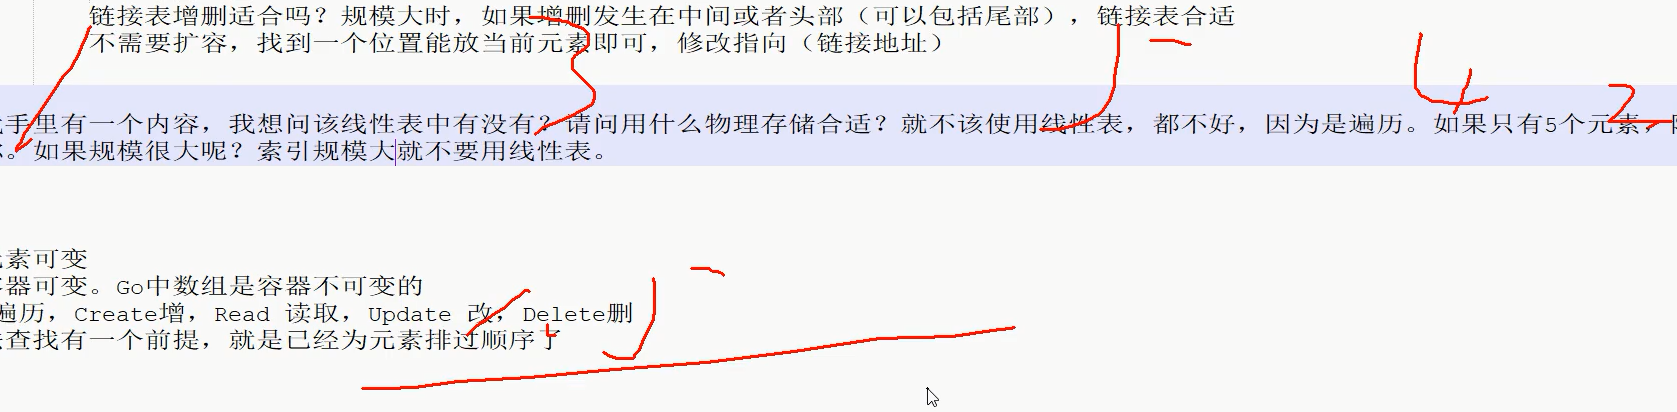 链接表增删适合吗？规模大时，如果增删发生在中间或者头部（可以包括尾部），链接表合适
不需要扩容，找到一个位置能放当前元素即可，修改指向（链接地址）
4
2
3
手里有一个内容，我想问该线性表中有没有？请问用什么物理存储合适？就不该使用线性表，都不好，因为是遍历。如果只有5个元素，
。如果规模很大呢？索引规模大就不要用线性表。
素可变
器可变。Go中数组是容器不可变的
遍历，Create增，Read 读取，Update 改，Delete删
查找有一个前提，就是已经为元素排过顺序了